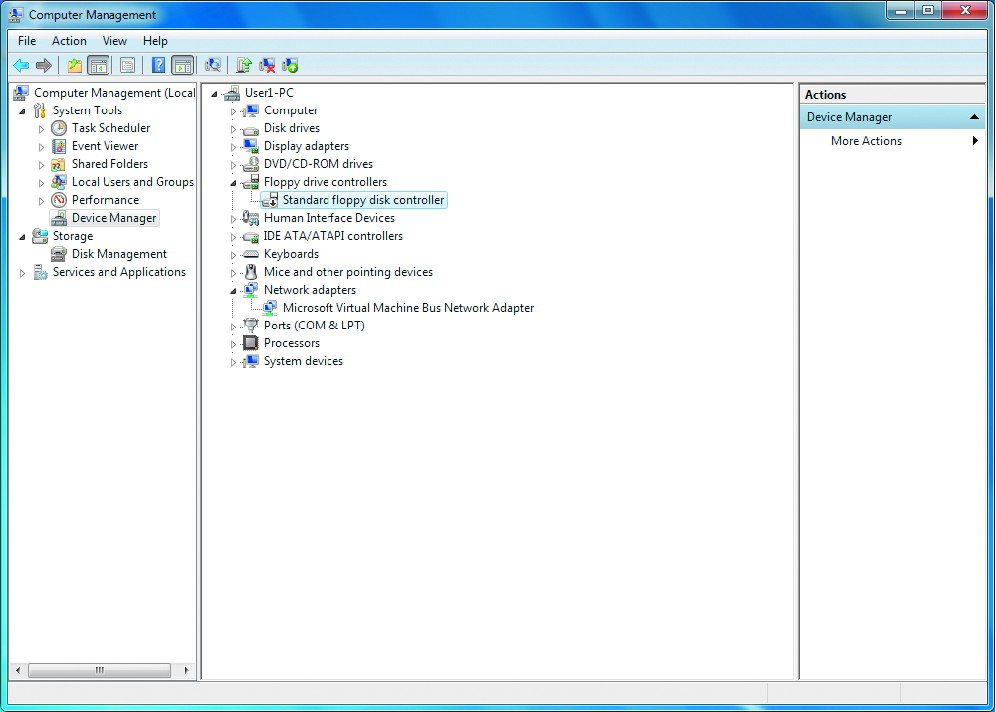 Computer Management
File Action View Help
Computer Management (Local
System Tools
Task Scheduler
Event Viewer
Shared Folders
Local Users and Groups
Performance
Device Manager
Storage
Disk Management
Services and Applications
User1-PC
Computer
Disk drives
Display adapters
DVD/CD-ROM drives
Floppy drive controllers
Standard floppy disk controller
Human Interface Devices
IDE ATA/ATAPI controllers
Keyboards
Mice and other pointing devices
Network adapters
Microsoft Virtual Machine Bus Network Adapter
Ports (COM & LPT)
Processors
System devices
Actions
Device Manager
More Actions